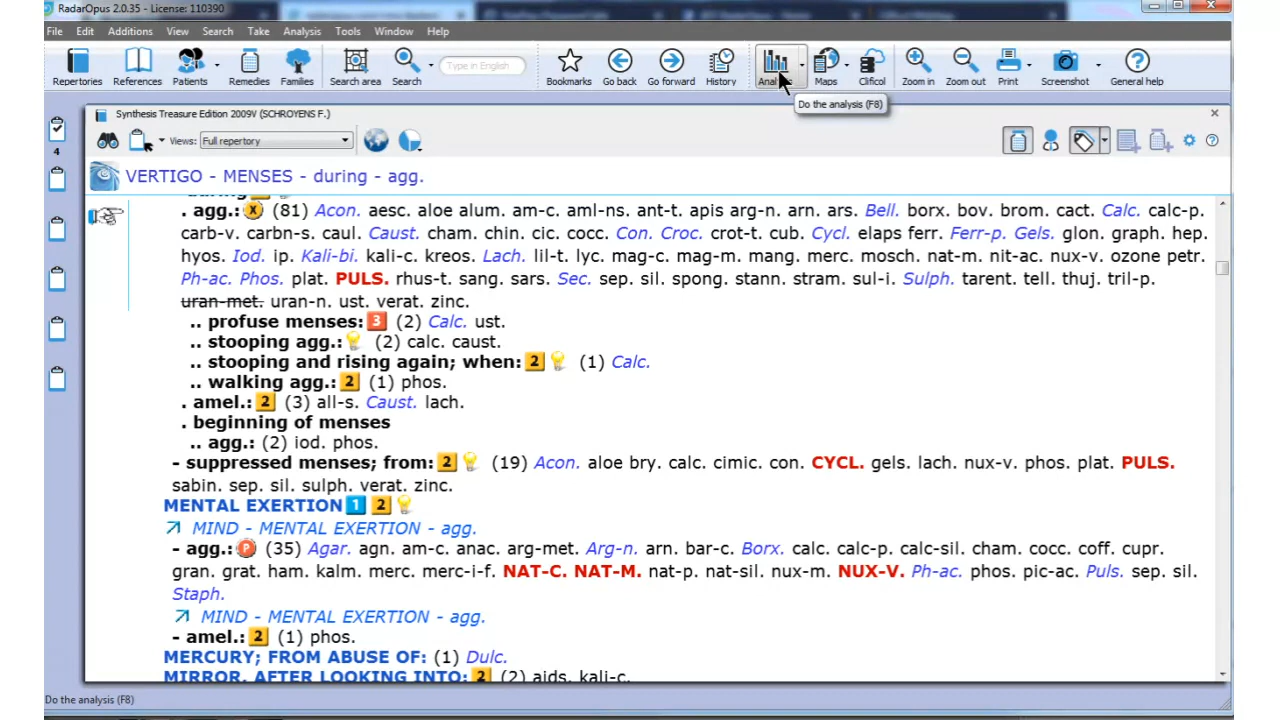 RadarOpus 2.0.35 - License: 110390
File Edit Additions View Search Take Analysis Tools Window Help
Repertories References Patients Remedies Families Search area Search Type in English Bookmarks Go back Go forward History Analysis Maps Clificol Zoom in Zoom out Print Screenshot General help
Do the analysis (F8)
Synthesis Treasure Edition 2009V (SCHROYENS F.)
4
Views: Full repertory
VERTIGO - MENSES - during - agg.
during
. agg.: X (81) Acon. aesc. aloe alum. am-c. aml-ns. ant-t. apis arg-n. arn. ars. Bell. borx. bov. brom. cact. Calc. calc-p.
carb-v. carbn-s. caul. Caust. cham. chin. cic. cocc. Con. Croc. crot-t. cub. Cycl. elaps ferr. Ferr-p. Gels. glon. graph. hep.
hyos. Iod. ip. Kali-bi. kali-c. kreos. Lach. lil-t. lyc. mag-c. mag-m. mang. merc. mosch. nat-m. nit-ac. nux-v. ozone petr.
Ph-ac. Phos. plat. PULS. rhus-t. sang. sars. Sec. sep. sil. spong. stann. stram. sul-i. Sulph. tarent. tell. thuj. tril-p.
uran-met. uran-n. ust. verat. zinc.
.. profuse menses: 3 (2) Calc. ust.
.. stooping agg.: (2) calc. caust.
.. stooping and rising again; when: 2 (1) Calc.
.. walking agg.: 2 (1) phos.
. amel.: 2 (3) all-s. Caust. lach.
. beginning of menses
.. agg.: (2) iod. phos.
- suppressed menses; from: 2 (19) Acon. aloe bry. calc. cimic. con. CYCL. gels. lach. nux-v. phos. plat. PULS.
sabin. sep. sil. sulph. verat. zinc.
MENTAL EXERTION 1 2
MIND - MENTAL EXERTION - agg.
- agg.: P (35) Agar. agn. am-c. anac. arg-met. Arg-n. arn. bar-c. Borx. calc. calc-p. calc-sil. cham. cocc. coff. cupr.
gran. grat. ham. kalm. merc. merc-i-f. NAT-C. NAT-M. nat-p. nat-sil. nux-m. NUX-V. Ph-ac. phos. pic-ac. Puls. sep. sil.
Staph.
MIND - MENTAL EXERTION - agg.
- amel.: 2 (1) phos.
MERCURY; FROM ABUSE OF: (1) Dulc.
MIRROR, AFTER LOOKING INTO: 2 (2) aids. kali-c.
Do the analysis (F8)